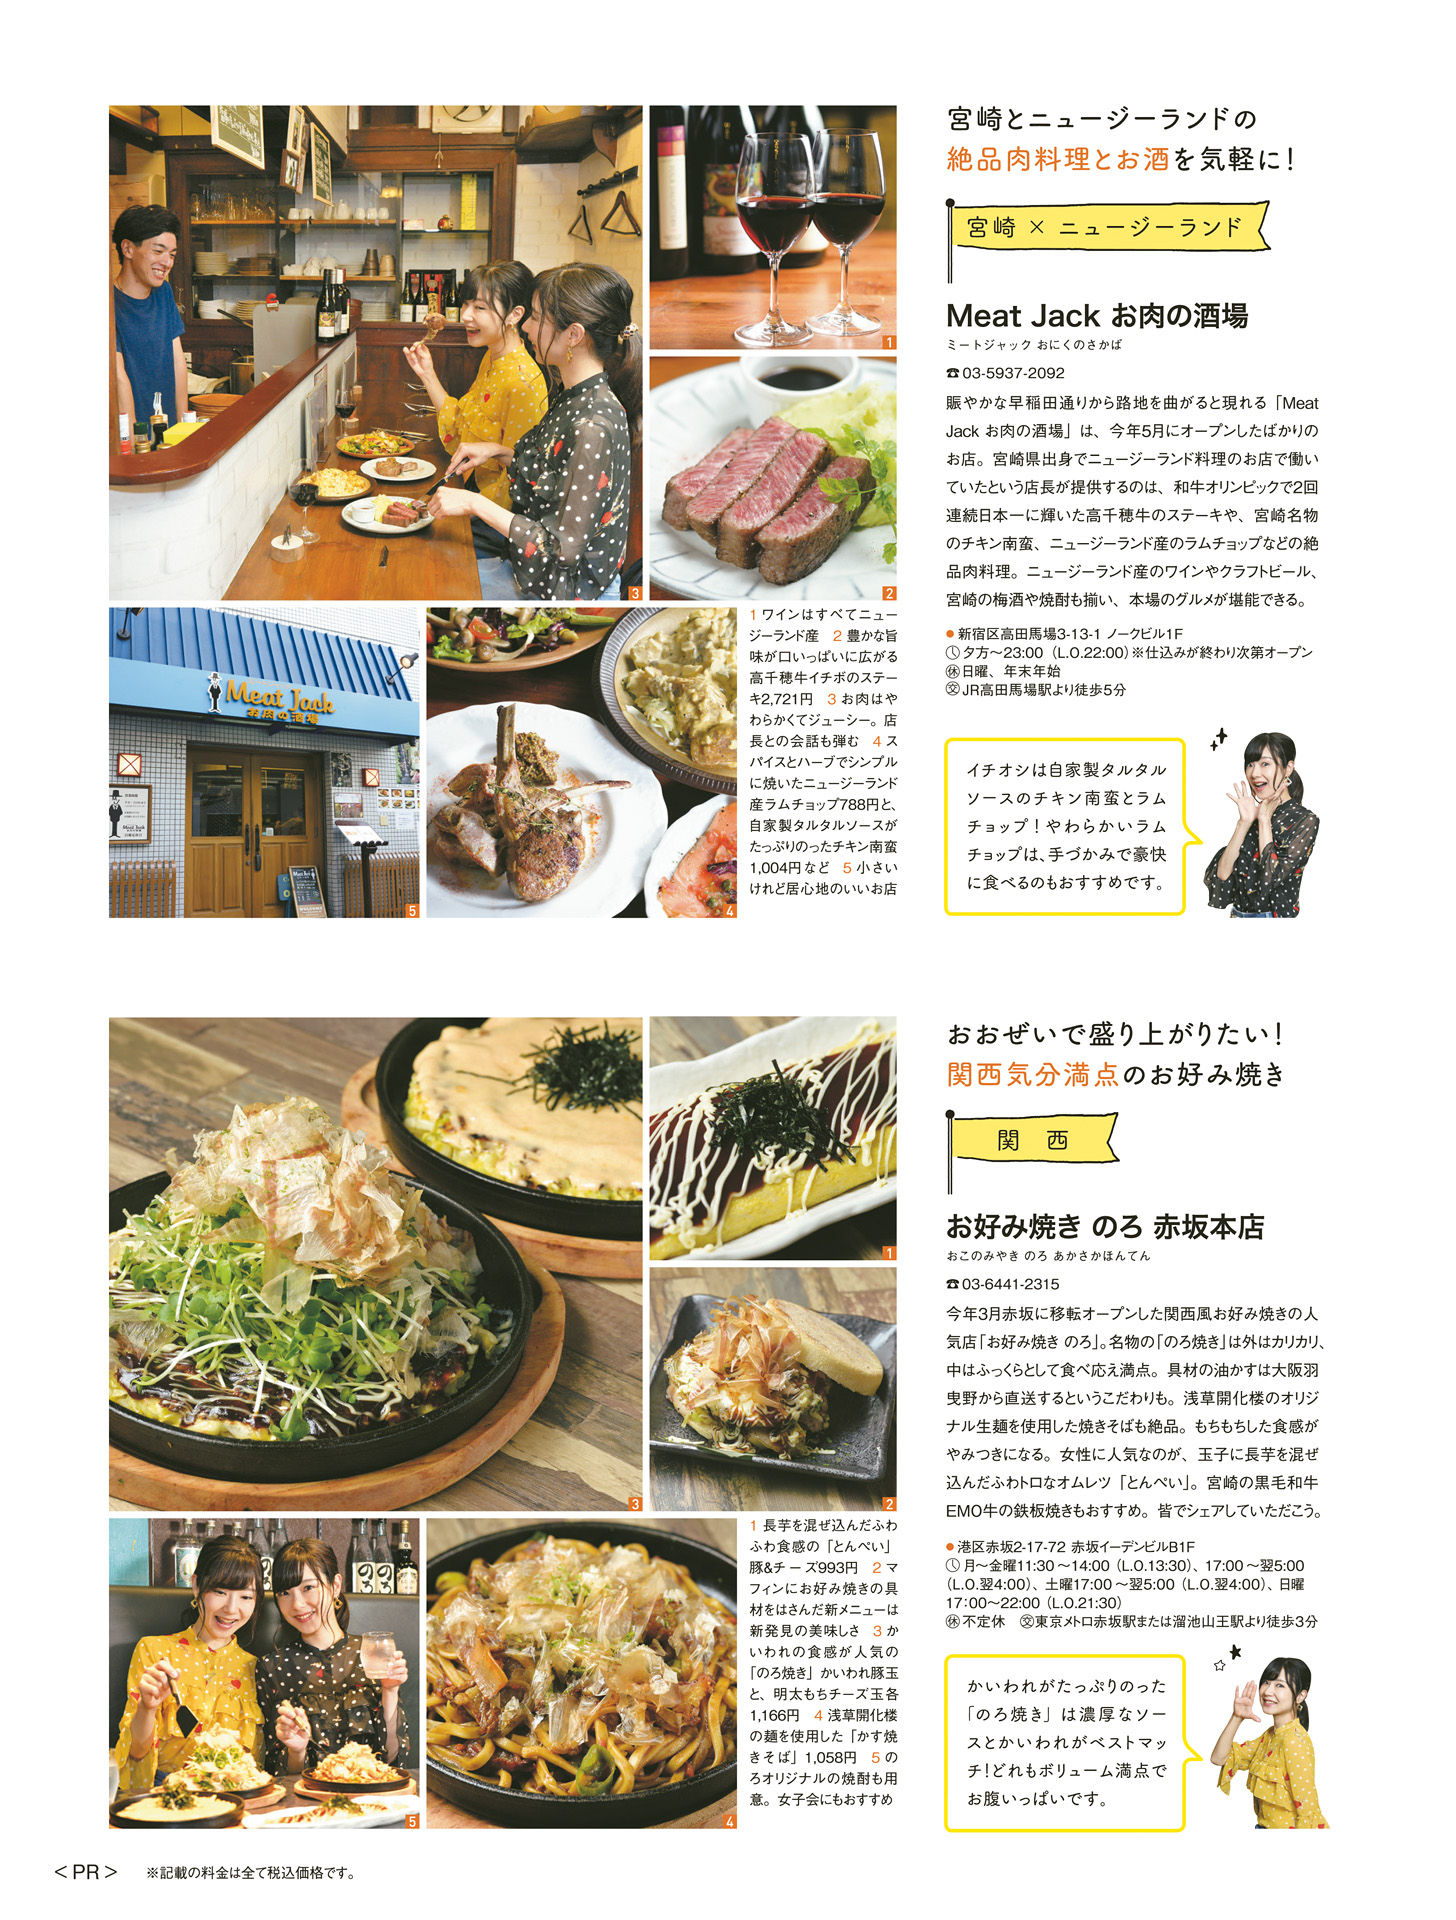 宮崎とニュージーランドの
絶品肉料理とお酒を気軽に!
宮崎 × ニュージーランド
Meat Jack お肉の酒場
ミートジャック おにくのさかば
☎03-5937-2092
賑やかな早稲田通りから路地を曲がると現れる「Meat
Jack お肉の酒場」は、今年5月にオープンしたばかりの
お店。宮崎県出身でニュージーランド料理のお店で働い
ていたという店長が提供するのは、和牛オリンピックで2回
連続日本一に輝いた高千穂牛のステーキや、宮崎名物
のチキン南蛮、ニュージーランド産のラムチョップなどの絶
品肉料理。ニュージーランド産のワインやクラフトビール、
宮崎の梅酒や焼酎も揃い、本場のグルメが堪能できる。
●新宿区高田馬場3-13-1 ノークビル1F
夕方〜23:00(L.O.22:00)※仕込みが終わり次第オープン
㊡日曜、年末年始
交JR高田馬場駅より徒歩5分
イチオシは自家製タルタル
ソースのチキン南蛮とラム
チョップ!やわらかいラム
チョップは、手づかみで豪快
に食べるのもおすすめです。
1
2
3
4
5
Meat Jack
お肉の酒場
1 ワインはすべてニュー
ジーランド産 2 豊かな旨
味が口いっぱいに広がる
高千穂牛イチボのステー
キ2,721円 3 お肉はや
わらかくてジューシー。店
長との会話も弾む 4 ス
パイスとハーブでシンプル
に焼いたニュージーランド
産ラムチョップ788円と、
自家製タルタルソースが
たっぷりのったチキン南蛮
1,004円など 5 小さい
けれど居心地のいいお店
おおぜいで盛り上がりたい!
関西気分満点のお好み焼き
関西
お好み焼き のろ 赤坂本店
おこのみやき のろ あかさかほんてん
☎03-6441-2315
今年3月赤坂に移転オープンした関西風お好み焼きの人
気店「お好み焼き のろ」。名物の「のろ焼き」は外はカリカリ、
中はふっくらとして食べ応え満点。具材の油かすは大阪羽
曳野から直送するというこだわりも。浅草開化楼のオリジ
ナル生麺を使用した焼きそばも絶品。もちもちした食感が
やみつきになる。女性に人気なのが、玉子に長芋を混ぜ
込んだふわトロなオムレツ「とんぺい」。宮崎の黒毛和牛
EMO牛の鉄板焼きもおすすめ。皆でシェアしていただこう。
●港区赤坂2-17-72 赤坂イーデンビルB1F
月〜金曜11:30〜14:00(L.O.13:30)、17:00〜翌5:00
(L.O.翌4:00)、土曜17:00〜翌5:00(L.O.翌4:00)、日曜
17:00〜22:00(L.O.21:30)
㊡不定休 交東京メトロ赤坂駅または溜池山王駅より徒歩3分
かいわれがたっぷりのった
「のろ焼き」は濃厚なソー
スとかいわれがベストマッ
チ!どれもボリューム満点で
お腹いっぱいです。
1
2
3
4
5
のろ
のろ
1 長芋を混ぜ込んだふわ
ふわ食感の「とんぺい」
豚&チーズ993円 2 マ
フィンにお好み焼きの具
材をはさんだ新メニューは
新発見の美味しさ 3 か
いわれの食感が人気の
「のろ焼き」かいわれ豚玉
と、明太もちチーズ玉各
1,166円 4 浅草開化楼
の麺を使用した「かす焼
きそば」1,058円 5 の
ろオリジナルの焼酎も用
意。女子会にもおすすめ
<PR> ※記載の料金は全て税込価格です。